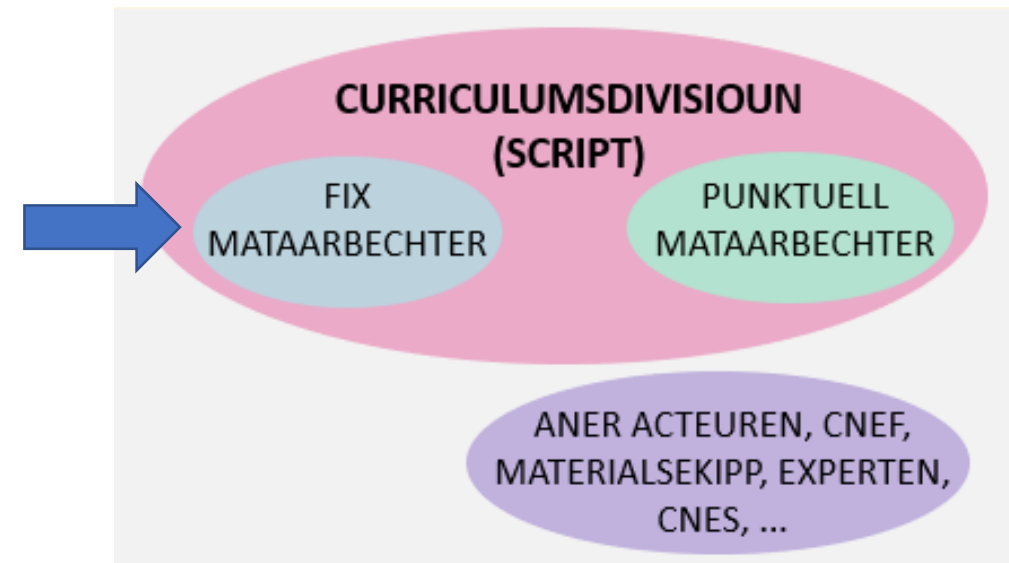 CURRICULUMSDIVISIOUN
(SCRIPT)
FIX
MATAARBECHTER
PUNKTUELL
MATAARBECHTER
ANER ACTEUREN, CNEF,
MATERIALSEKIPP, EXPERTEN,
CNES, ...